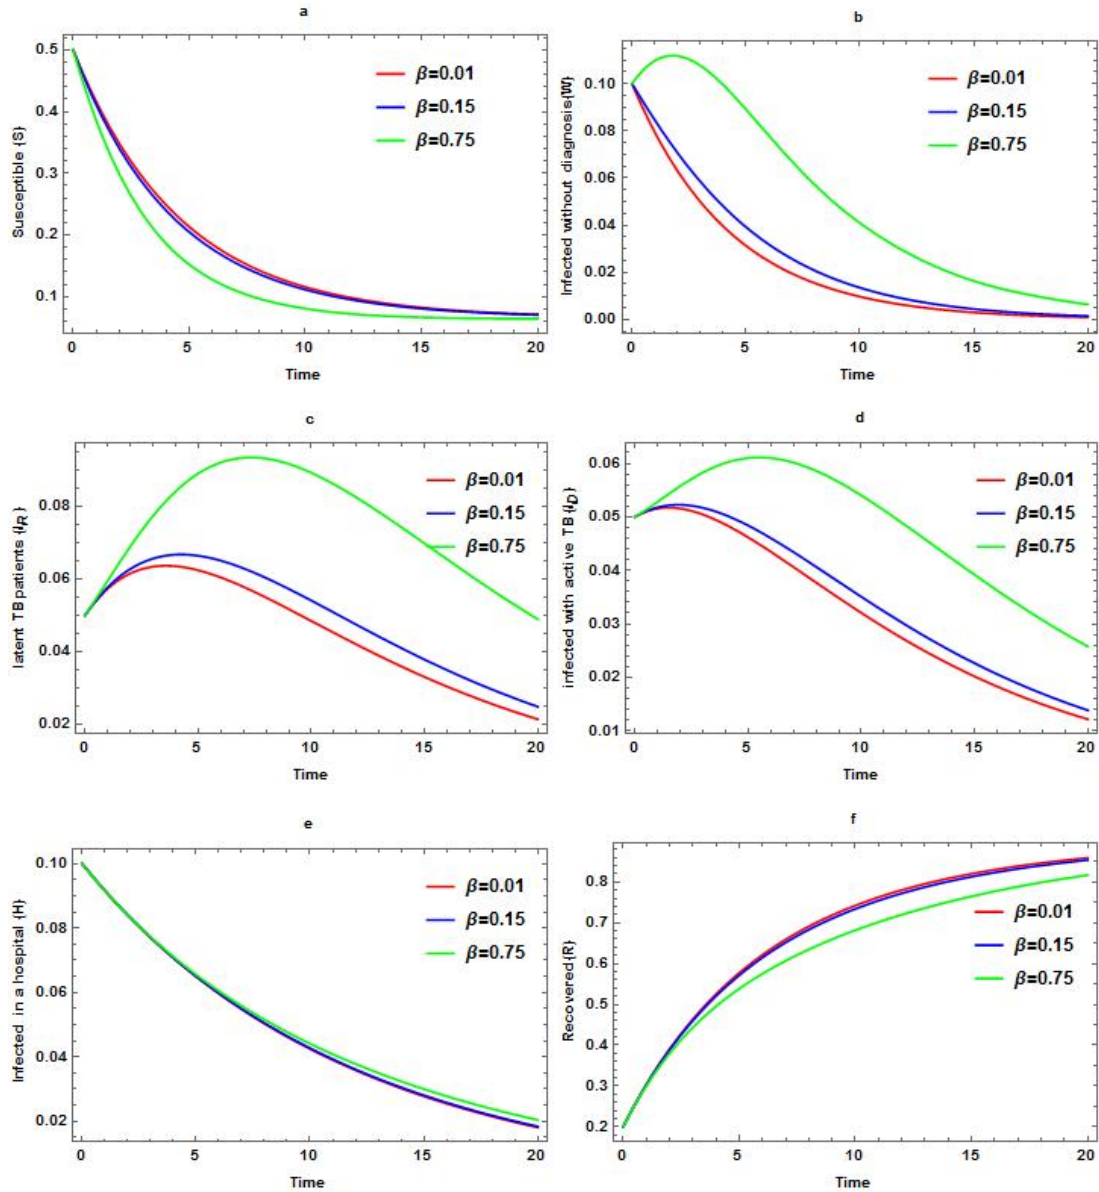 a
Susceptible {S}
0.5
0.4
0.3
0.2
0.1
β=0.01
β=0.15
β=0.75
0 5 10 15 20
Time
b
Infected without diagnosis{W}
0.10
0.08
0.06
0.04
0.02
0.00
β=0.01
β=0.15
β=0.75
0 5 10 15 20
Time
c
latent TB patients {I_R}
0.08
0.06
0.04
0.02
β=0.01
β=0.15
β=0.75
0 5 10 15 20
Time
d
infected with active TB {I_D}
0.06
0.05
0.04
0.03
0.02
0.01
β=0.01
β=0.15
β=0.75
0 5 10 15 20
Time
e
Infected in a hospital {H}
0.10
0.08
0.06
0.04
0.02
β=0.01
β=0.15
β=0.75
0 5 10 15 20
Time
f
Recovered{R}
0.8
0.7
0.6
0.5
0.4
0.3
0.2
β=0.01
β=0.15
β=0.75
0 5 10 15 20
Time